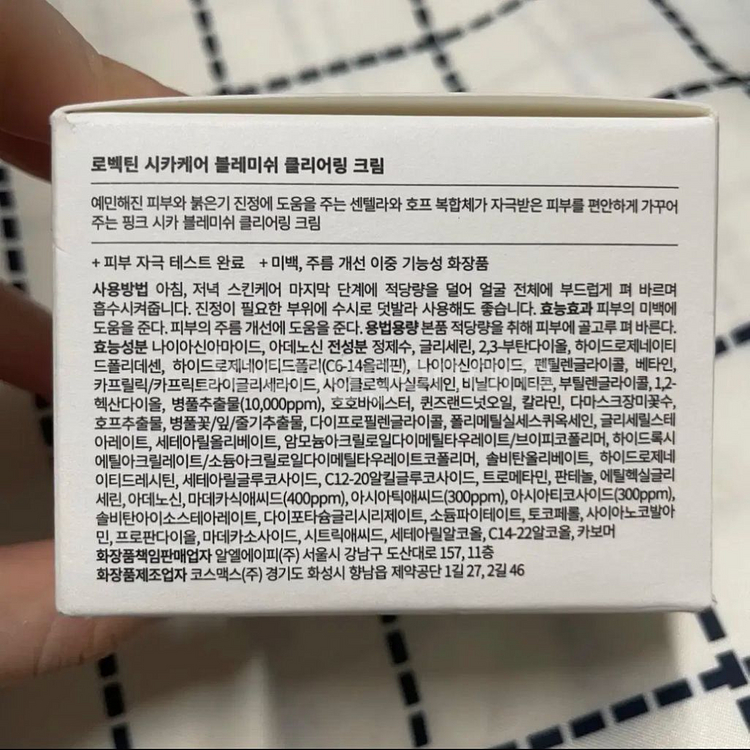 로벡틴 시카케어 블레미쉬 클리어링 크림
예민해진 피부와 붉은기 진정에 도움을 주는 센텔라와 호프 복합체가 자극받은 피부를 편안하게 가꾸어
주는 핑크 시카 블레미쉬 클리어링 크림
+ 피부 자극 테스트 완료 + 미백, 주름 개선 이중 기능성 화장품
사용방법 아침, 저녁 스킨케어 마지막 단계에 적당량을 덜어 얼굴 전체에 부드럽게 펴 바르며
흡수시켜줍니다. 진정이 필요한 부위에 수시로 덧발라 사용해도 좋습니다. 효능효과 피부의 미백에
도움을 준다. 피부의 주름 개선에 도움을 준다. 용법용량 본품 적당량을 취해 피부에 골고루 펴 바른다.
효능성분 나이아신아마이드, 아데노신 전성분 정제수, 글리세린, 2,3-부탄다이올, 하이드로제네이티
드폴리데센, 하이드로제네이티드폴리(C6-14올레핀), 나이아신아마이드, 펜틸렌글라이콜, 베타인,
카프릴릭/카프릭트라이글리세라이드, 사이클로헥사실록세인, 비닐다이메티콘, 부틸렌글라이콜, 1,2-
헥산다이올, 병풀추출물(10,000ppm), 호호바에스터, 퀸즈랜드넛오일, 칼라민, 다마스크장미꽃수,
호프추출물, 병풀꽃/잎/줄기추출물, 다이프로필렌글라이콜, 폴리메틸실세스퀴옥세인, 글리세릴스테
아레이트, 세테아릴올리베이트, 암모늄아크릴로일다이메틸타우레이트/브이피코폴리머, 하이드록시
에틸아크릴레이트/소듐아크릴로일다이메틸타우레이트코폴리머, 솔비탄올리베이트, 하이드로제네
이티드레시틴, 세테아릴글루코사이드, C12-20알킬글루코사이드, 트로메타민, 판테놀, 에틸헥실글리
세린, 아데노신, 마데카식애씨드(400ppm), 아시아틱애씨드(300ppm), 아시아티코사이드(300ppm),
솔비탄아이소스테아레이트, 다이포타슘글리시리제이트, 소듐파이테이트, 토코페롤, 사이아노코발아
민, 프로판다이올, 마데카소사이드, 시트릭애씨드, 세테아릴알코올, C14-22알코올, 카보머
화장품책임판매업자 알엘에이피(주) 서울시 강남구 도산대로 157, 11층
화장품제조업자 코스맥스(주) 경기도 화성시 향남읍 제약공단 1길 27, 2길 46